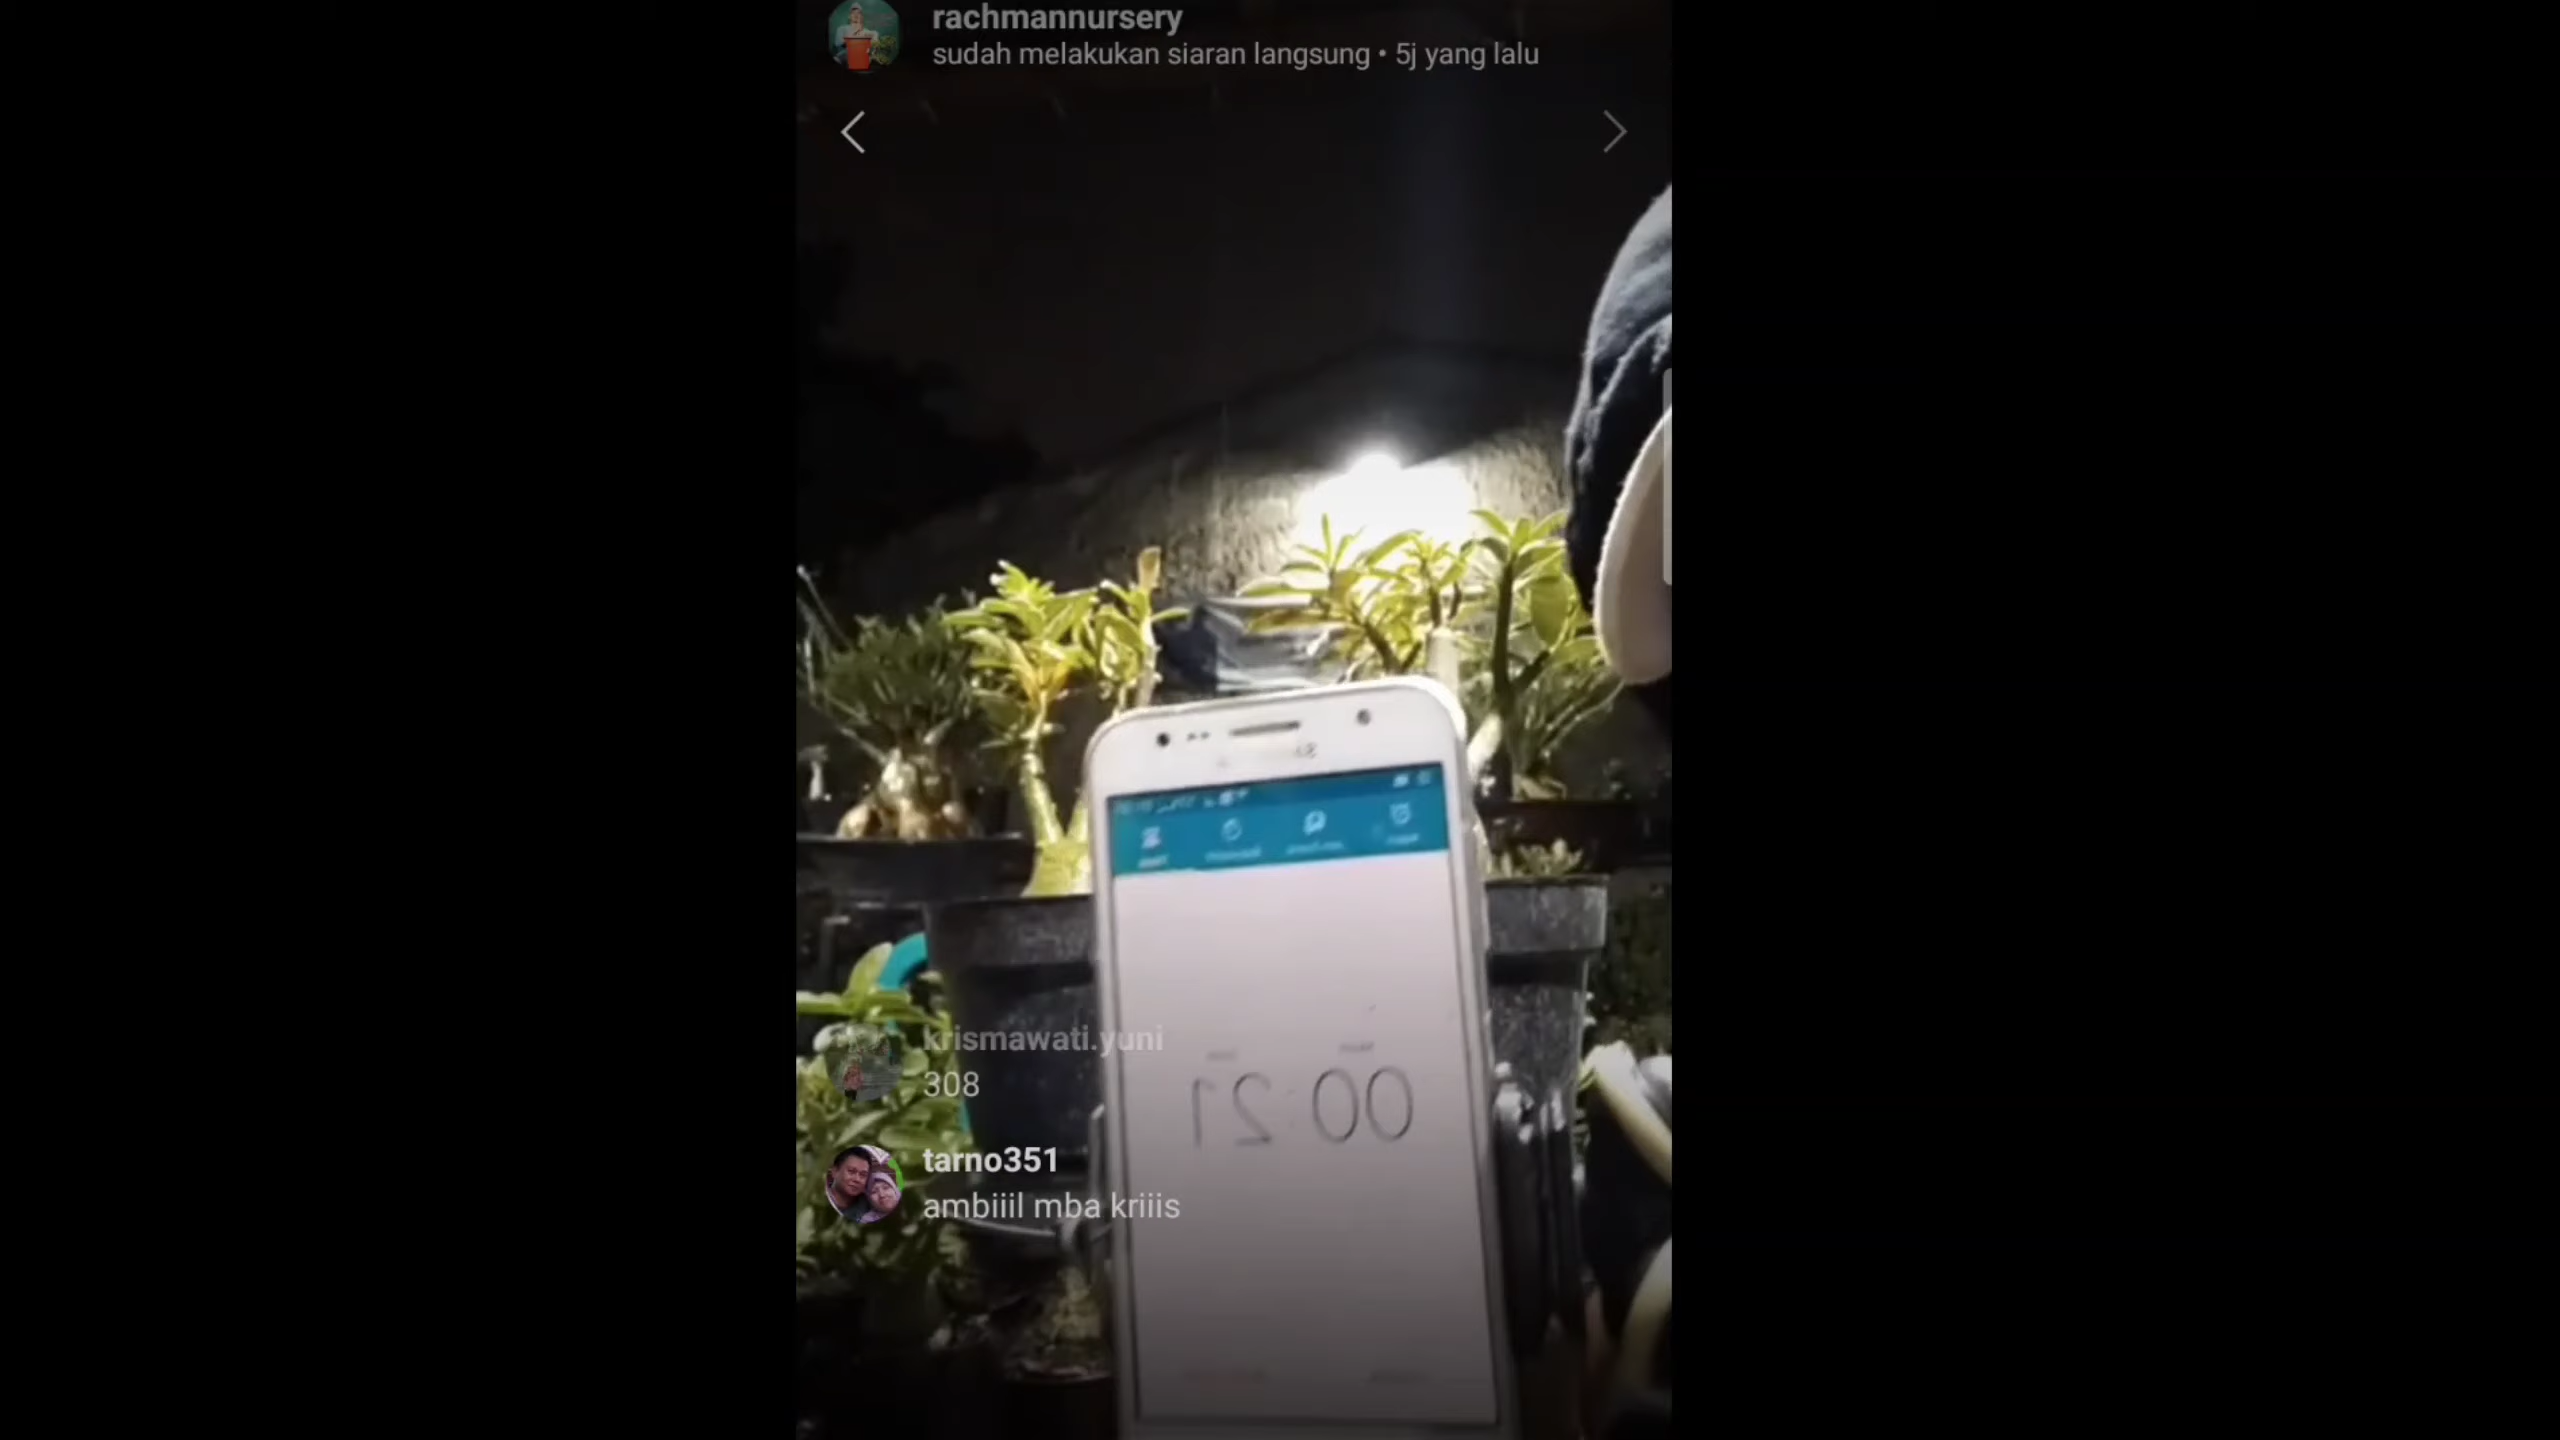 rachmannursery
sudah melakukan siaran langsung • 5j yang lalu
krismawati.yuni
308
tarno351
ambiiil mba kriiis
00:21